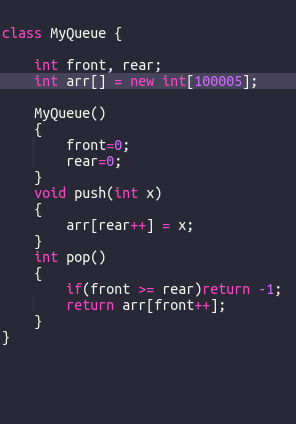 class MyQueue {
int front, rear;
int arr[] = new int[100005];
MyQueue()
{
front=0;
rear=0;
}
void push(int x)
{
arr[rear++] = x;
}
int pop()
{
if(front >= rear)return -1;
return arr[front++];
}
}